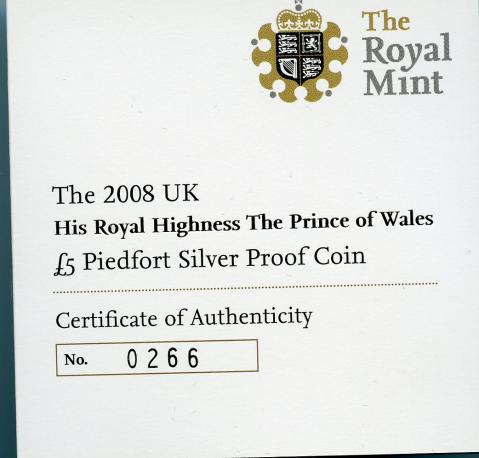 The
Royal
Mint
The 2008 UK
His Royal Highness The Prince of Wales
£5 Piedfort Silver Proof Coin
Certificate of Authenticity
No. 0266